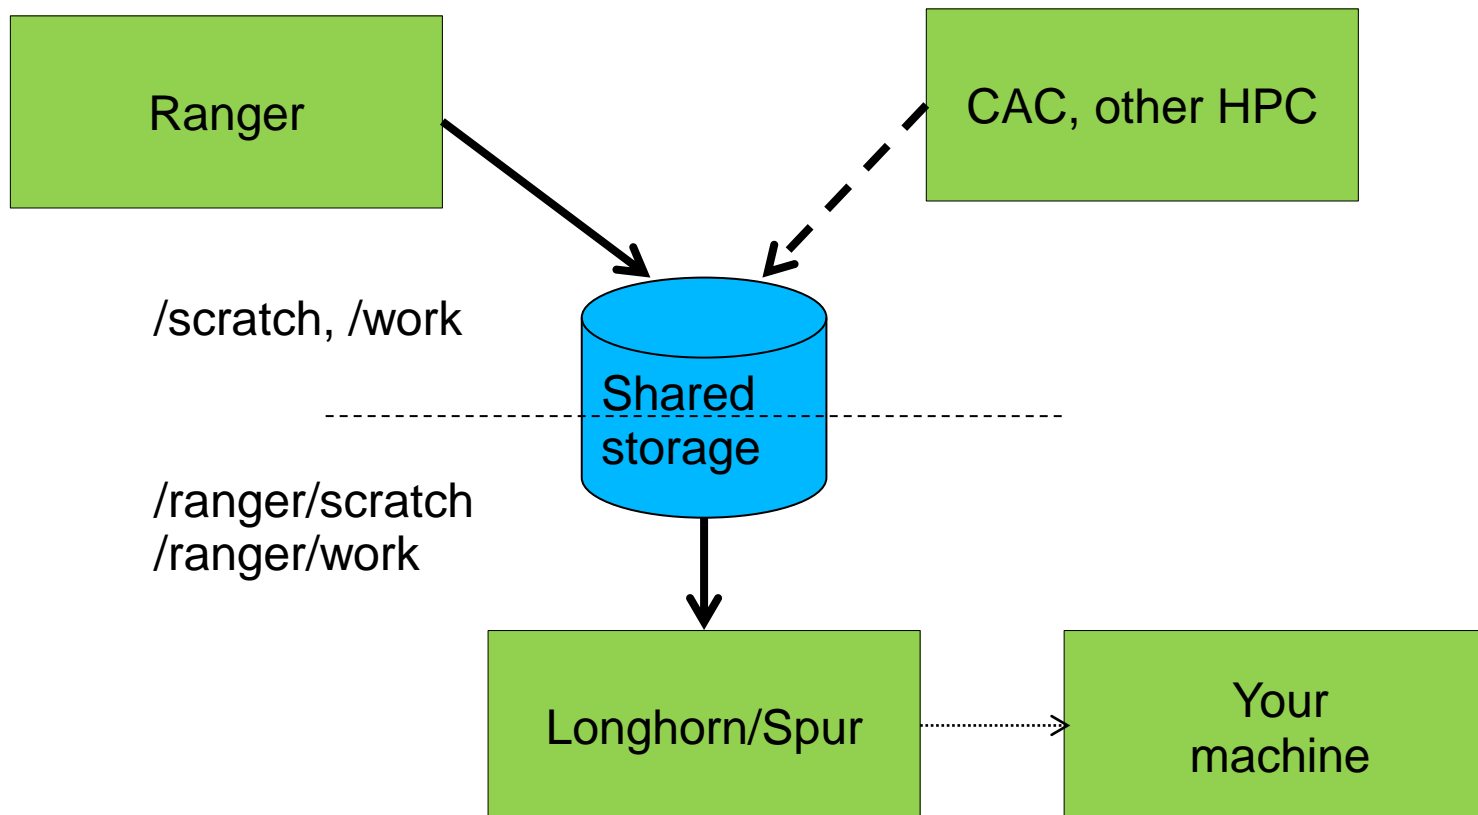 Ranger
CAC, other HPC
/scratch, /work
Shared
storage
/ranger/scratch
/ranger/work
Longhorn/Spur
Your
machine